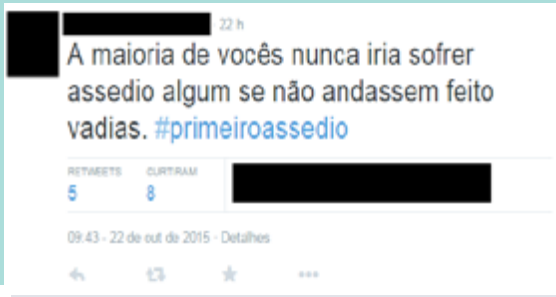 22 h
A maioria de vocês nunca iria sofrer
assedio algum se não andassem feito
vadias. #primeiroassedio
RETWEETS CURTIRAM
5 8
09:43 - 22 de out de 2015 · Detalhes